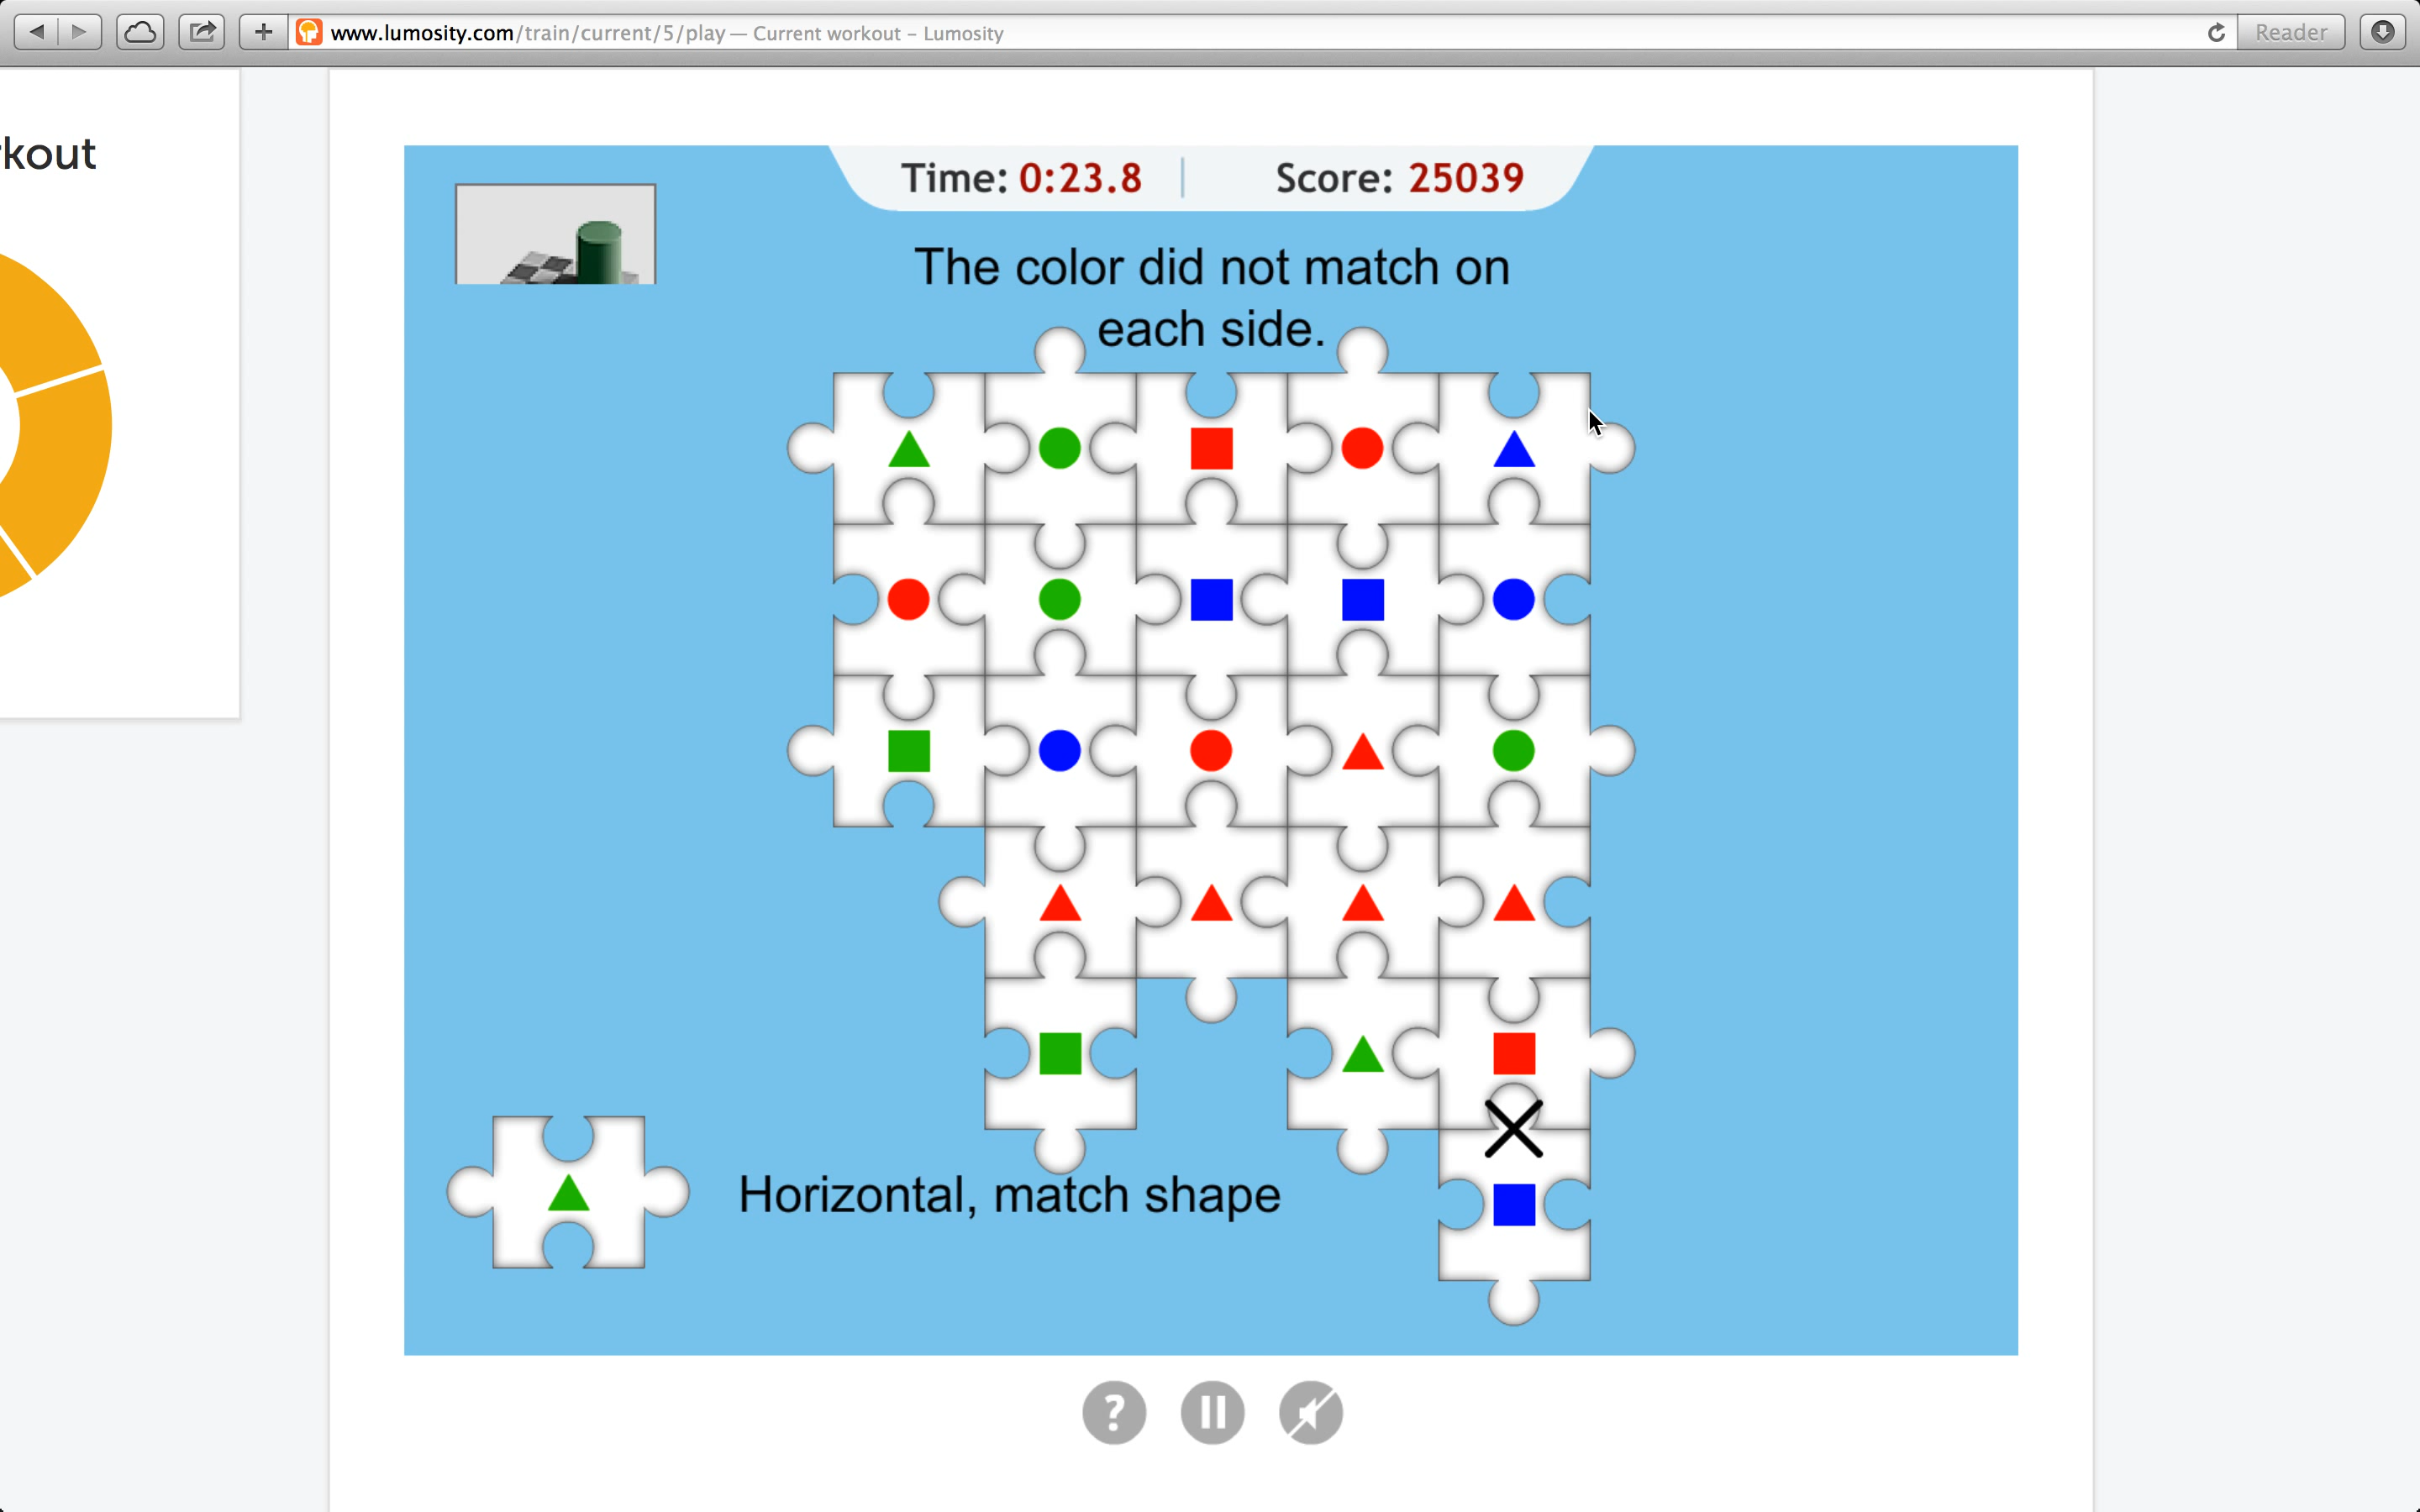 www.lumosity.com/train/current/5/play — Current workout – Lumosity
Reader
rkout
Time: 0:23.8
Score: 25039
The color did not match on
each side.
Horizontal, match shape
?